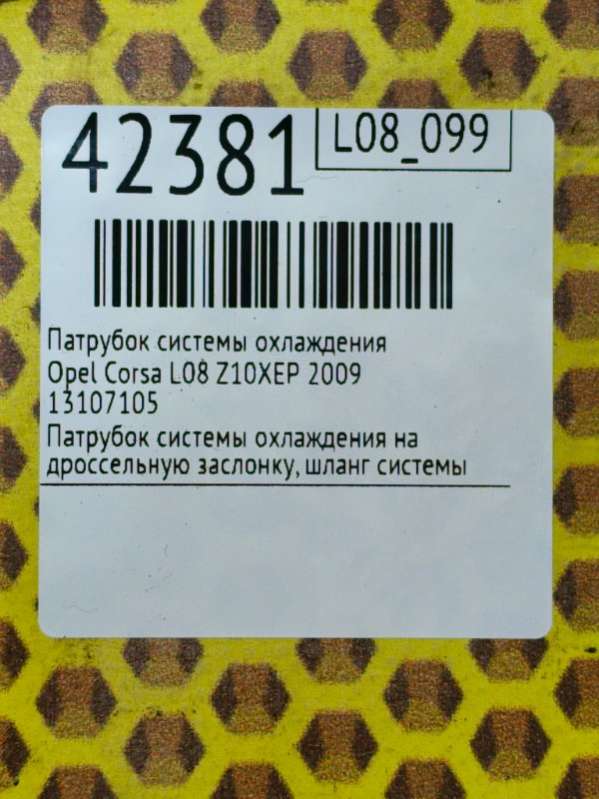 42381
L08_099
Патрубок системы охлаждения
Opel Corsa L08 Z10XEP 2009
13107105
Патрубок системы охлаждения на
дроссельную заслонку, шланг системы